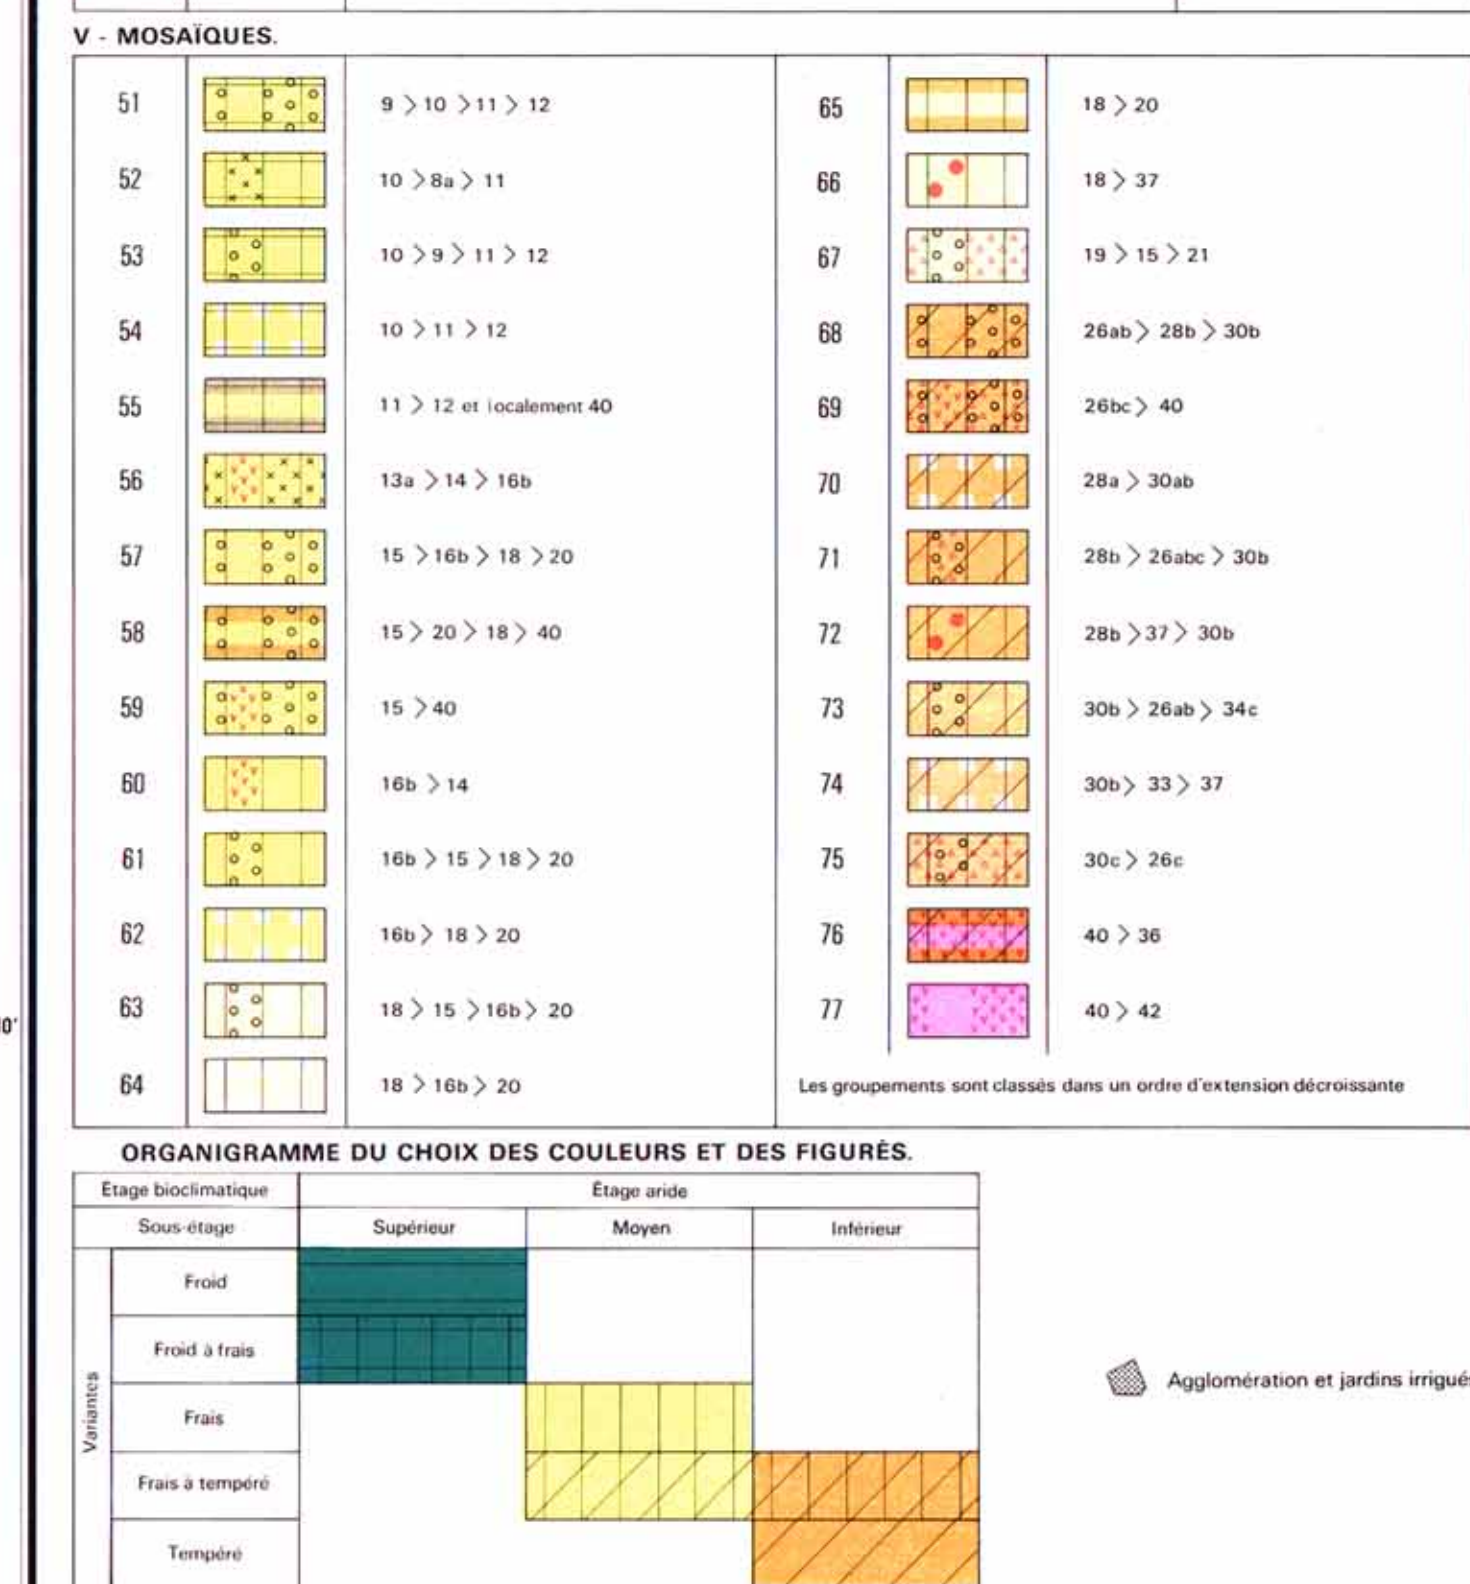 V - MOSAÏQUES.
51 9 > 10 > 11 > 12
52 10 > 8a > 11
53 10 > 9 > 11 > 12
54 10 > 11 > 12
55 11 > 12 et localement 40
56 13a > 14 > 16b
57 15 > 16b > 18 > 20
58 15 > 20 > 18 > 40
59 15 > 40
60 16b > 14
61 16b > 15 > 18 > 20
62 16b > 18 > 20
63 18 > 15 > 16b > 20
64 18 > 16b > 20
65 18 > 20
66 18 > 37
67 19 > 15 > 21
68 26ab > 28b > 30b
69 26bc > 40
70 28a > 30ab
71 28b > 26abc > 30b
72 28b > 37 > 30b
73 30b > 26ab > 34c
74 30b > 33 > 37
75 30c > 26c
76 40 > 36
77 40 > 42
Les groupements sont classés dans un ordre d'extension décroissante
ORGANIGRAMME DU CHOIX DES COULEURS ET DES FIGURÉS.
Étage bioclimatique Étage aride
Sous-étage Supérieur Moyen Inférieur
Variantes
Froid
Froid à frais
Frais
Frais à tempéré
Tempéré
Agglomération et jardins irrigués